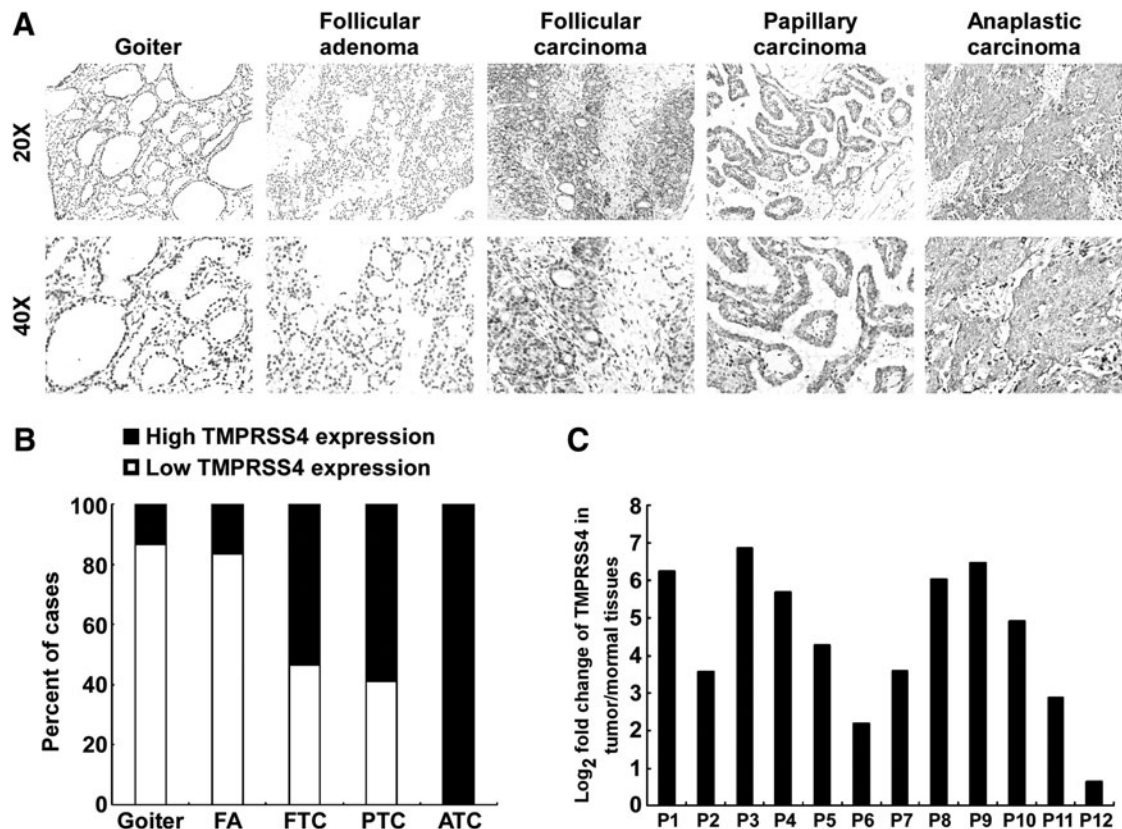 A
Goiter
Follicular
adenoma
Follicular
carcinoma
Papillary
carcinoma
Anaplastic
carcinoma
20X
40X
B
High TMPRSS4 expression
Low TMPRSS4 expression
Percent of cases
100
80
60
40
20
0
Goiter FA FTC PTC ATC
C
Log2 fold change of TMPRSS4 in
tumor/normal tissues
8
7
6
5
4
3
2
1
0
P1 P2 P3 P4 P5 P6 P7 P8 P9 P10 P11 P12